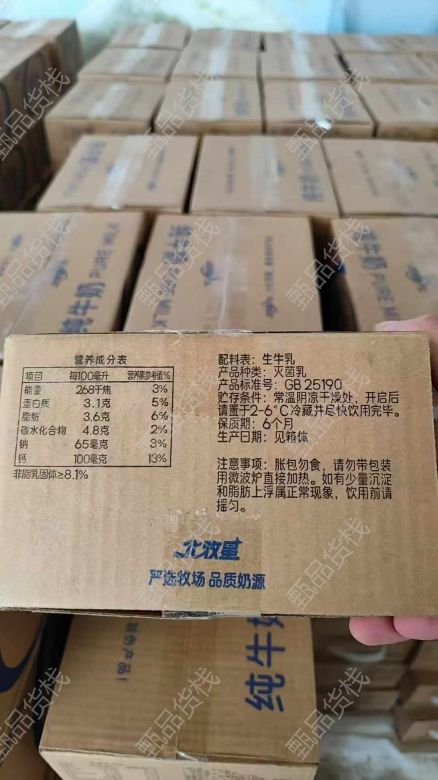 纯牛奶 PURE MILK
营养成分表
项目 每100毫升 营养素参考值%
能量 268千焦 3%
蛋白质 3.1克 5%
脂肪 3.6克 6%
碳水化合物 4.8克 2%
钠 65毫克 3%
钙 100毫克 13%
非脂乳固体≥8.1%
配料表：生牛乳
产品种类：灭菌乳
产品标准号：GB 25190
贮存条件：常温阴凉干燥处，开启后
请置于2-6°C冷藏并尽快饮用完毕。
保质期：6个月
生产日期：见箱体
注意事项：胀包勿食，请勿带包装
用微波炉直接加热。如有少量沉淀
和脂肪上浮属正常现象，饮用前请
摇匀。
北牧星
严选牧场 品质奶源
纯牛奶
甄品货栈